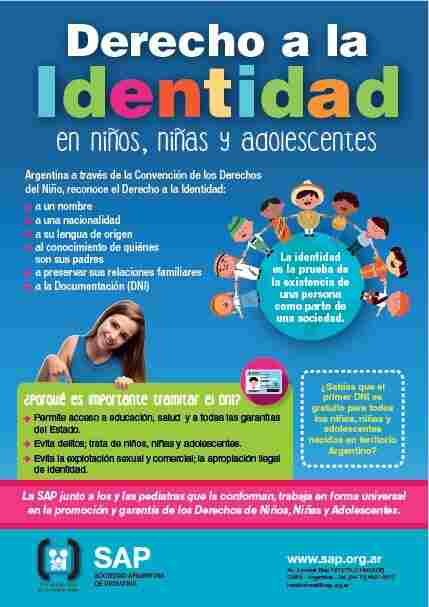 Derecho a la
Identidad
en niños, niñas y adolescentes
Argentina a través de la Convención de los Derechos
del Niño, reconoce el Derecho a la Identidad:
a un nombre
a una nacionalidad
a su lengua de origen
al conocimiento de quiénes
son sus padres
a preservar sus relaciones familiares
a la Documentación (DNI)
La identidad
es la prueba de
la existencia de
una persona
como parte de
una sociedad.
¿Porqué es importante tramitar el DNI?
Permite acceso a educación, salud y a todas las garantías
del Estado.
Evita delitos; trata de niños, niñas y adolescentes.
Evita la explotación sexual y comercial; la apropiación ilegal
de identidad.
¿Sabías que el
primer DNI es
gratuito para todos
los niños, niñas y
adolescentes
nacidos en territorio
Argentino?
La SAP junto a los y las pediatras que la conforman, trabaja en forma universal
en la promoción y garantía de los Derechos de Niños, Niñas y Adolescentes.
SAP
SOCIEDAD ARGENTINA
DE PEDIATRÍA
www.sap.org.ar